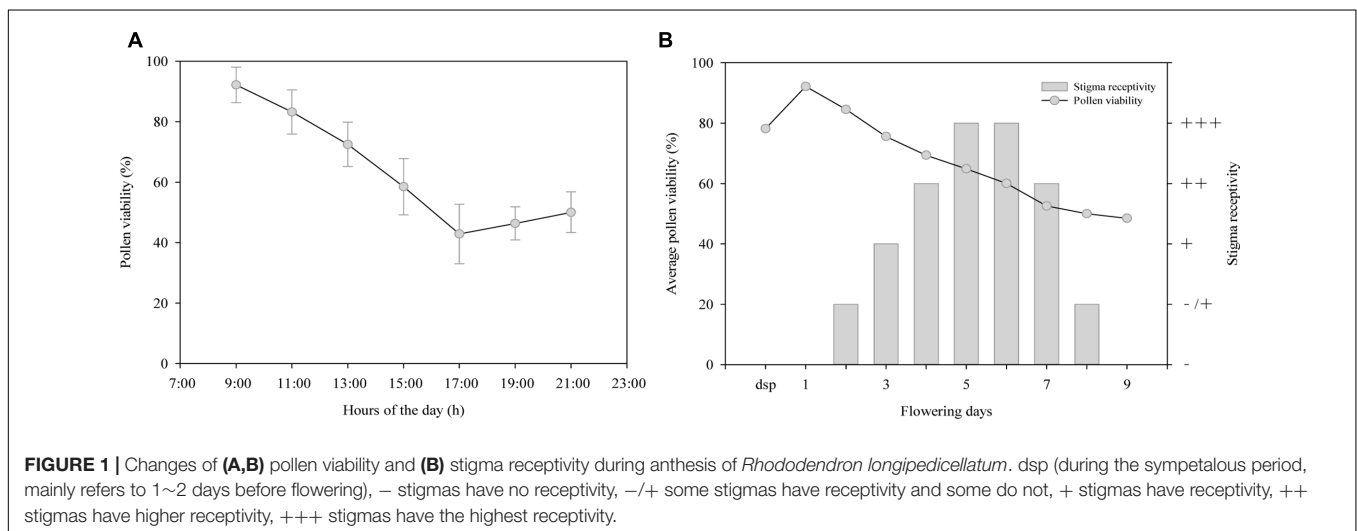 A
100
80
60
40
20
0
Pollen viability (%)
7:00 9:00 11:00 13:00 15:00 17:00 19:00 21:00 23:00
Hours of the day (h)
B
100
80
60
40
20
0
Average pollen viability (%)
Stigma receptivity
Pollen viability
+++
++
+
-/+
-
Stigma receptivity
dsp 1 3 5 7 9
Flowering days
FIGURE 1 | Changes of (A,B) pollen viability and (B) stigma receptivity during anthesis of Rhododendron longipedicellatum. dsp (during the sympetalous period,
mainly refers to 1~2 days before flowering), − stigmas have no receptivity, −/+ some stigmas have receptivity and some do not, + stigmas have receptivity, ++
stigmas have higher receptivity, +++ stigmas have the highest receptivity.